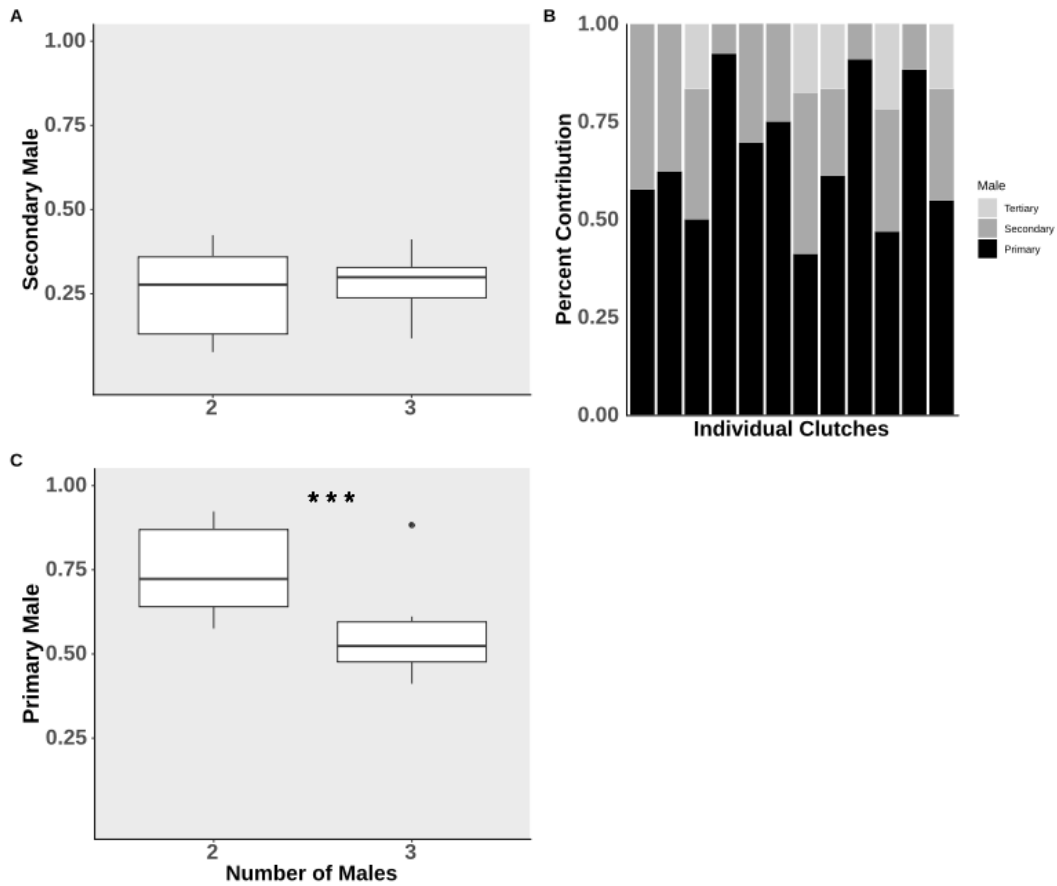 A
1.00
0.75
0.50
0.25
Secondary Male
2
3
B
1.00
0.75
0.50
0.25
0.00
Percent Contribution
Individual Clutches
Male
Tertiary
Secondary
Primary
C
1.00
0.75
0.50
0.25
Primary Male
***
2
3
Number of Males